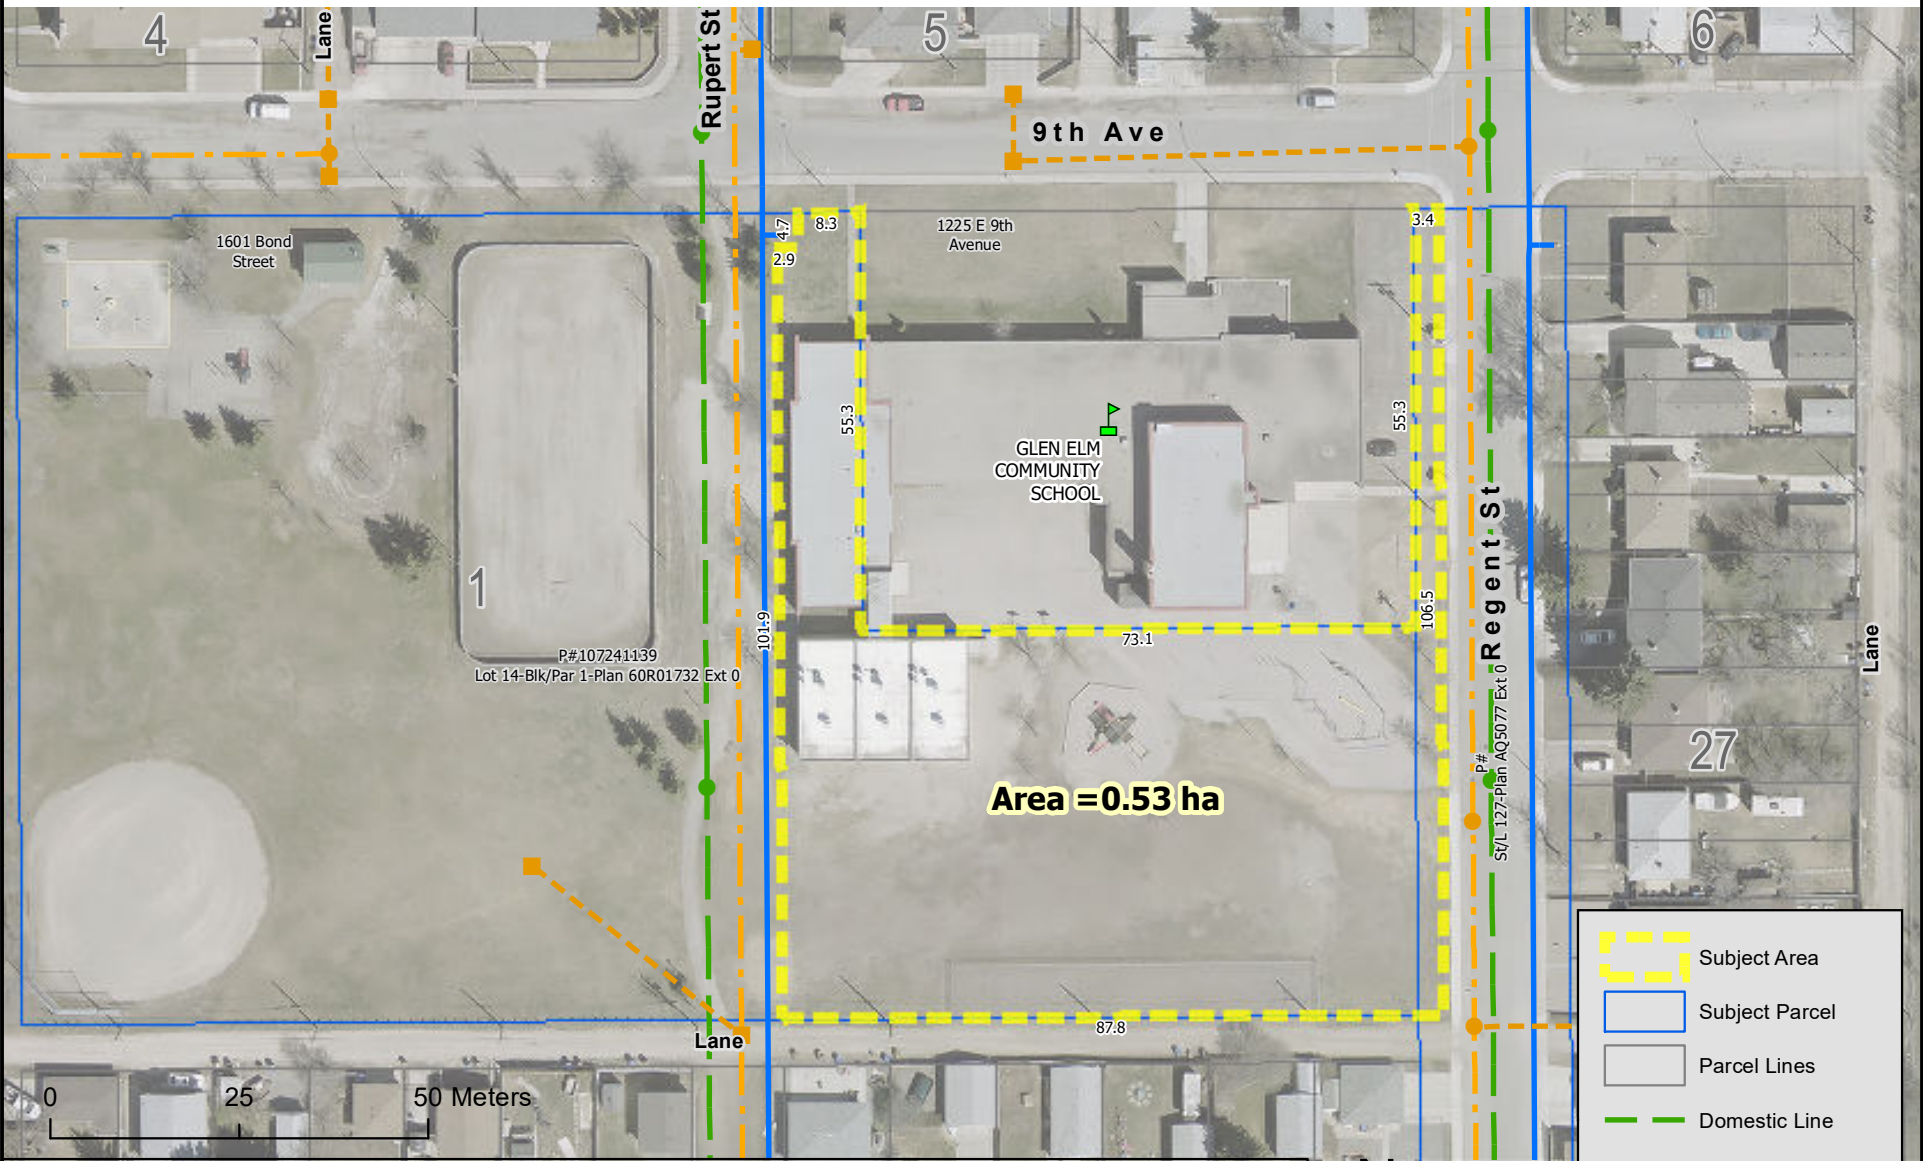 4
Lane
Rupert St
5
6
9th Ave
1601 Bond
Street
4.7
8.3
2.9
1225 E 9th
Avenue
3.4
55.3
55.3
GLEN ELM
COMMUNITY
SCHOOL
Regent St
1
101.9
106.5
73.1
P#107241139
Lot 14-Blk/Par 1-Plan 60R01732 Ext 0
Lane
P#
St/L 127-Plan AQ5077 Ext 0
27
Area =0.53 ha
87.8
Lane
0 25 50 Meters
Subject Area
Subject Parcel
Parcel Lines
Domestic Line